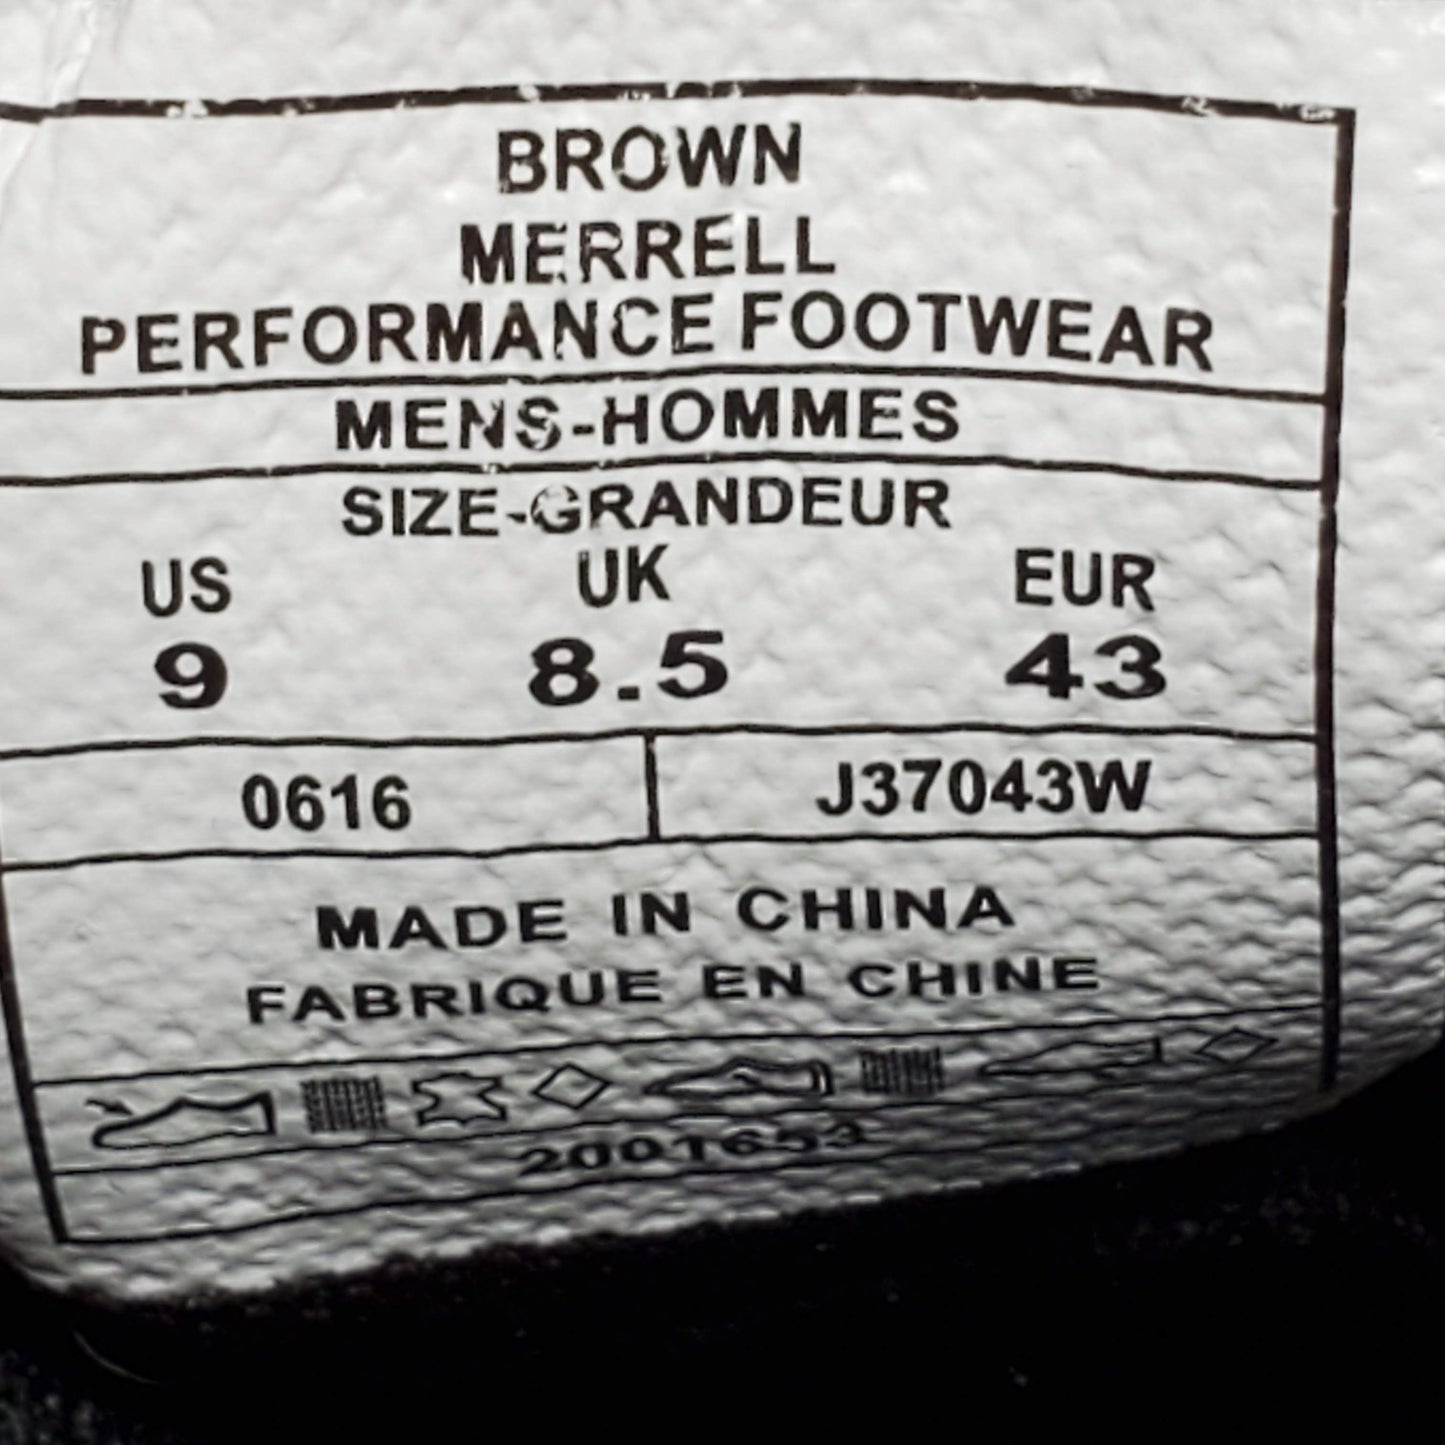 BROWN
MERRELL
PERFORMANCE FOOTWEAR
MENS-HOMMES
SIZE-GRANDEUR
US UK EUR
9 8.5 43
0616 J37043W
MADE IN CHINA
FABRIQUE EN CHINE
2001653